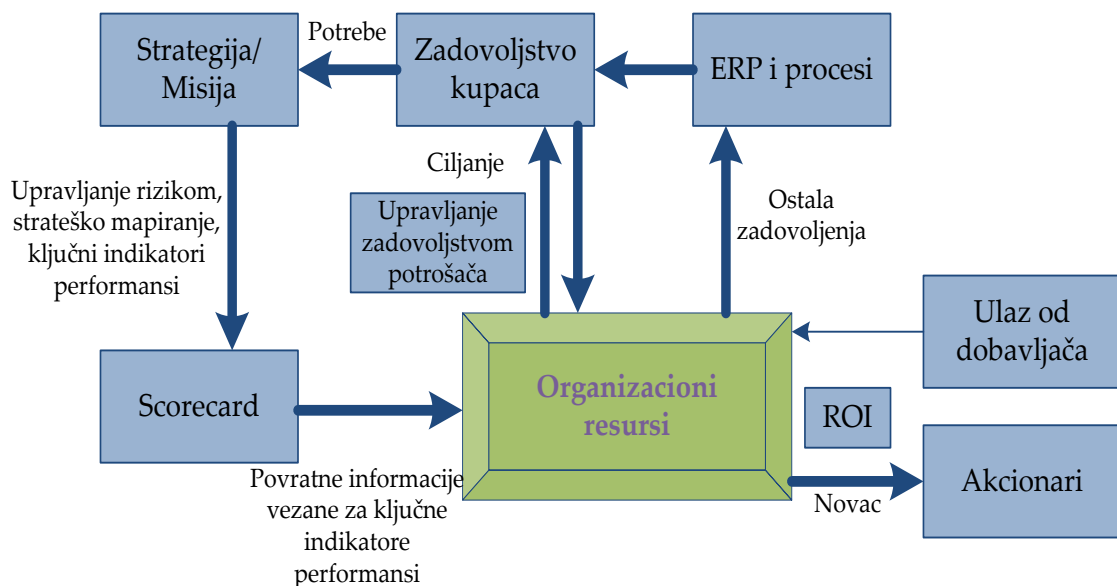 Strategija/
Misija
Potrebe
Zadovoljstvo
kupaca
ERP i procesi
Upravljanje rizikom,
strateško mapiranje,
ključni indikatori
performansi
Ciljanje
Upravljanje
zadovoljstvom
potrošača
Ostala
zadovoljenja
Ulaz od
dobavljača
Scorecard
Organizacioni
resursi
ROI
Povratne informacije
vezane za ključne
indikatore
performansi
Novac
Akcionari